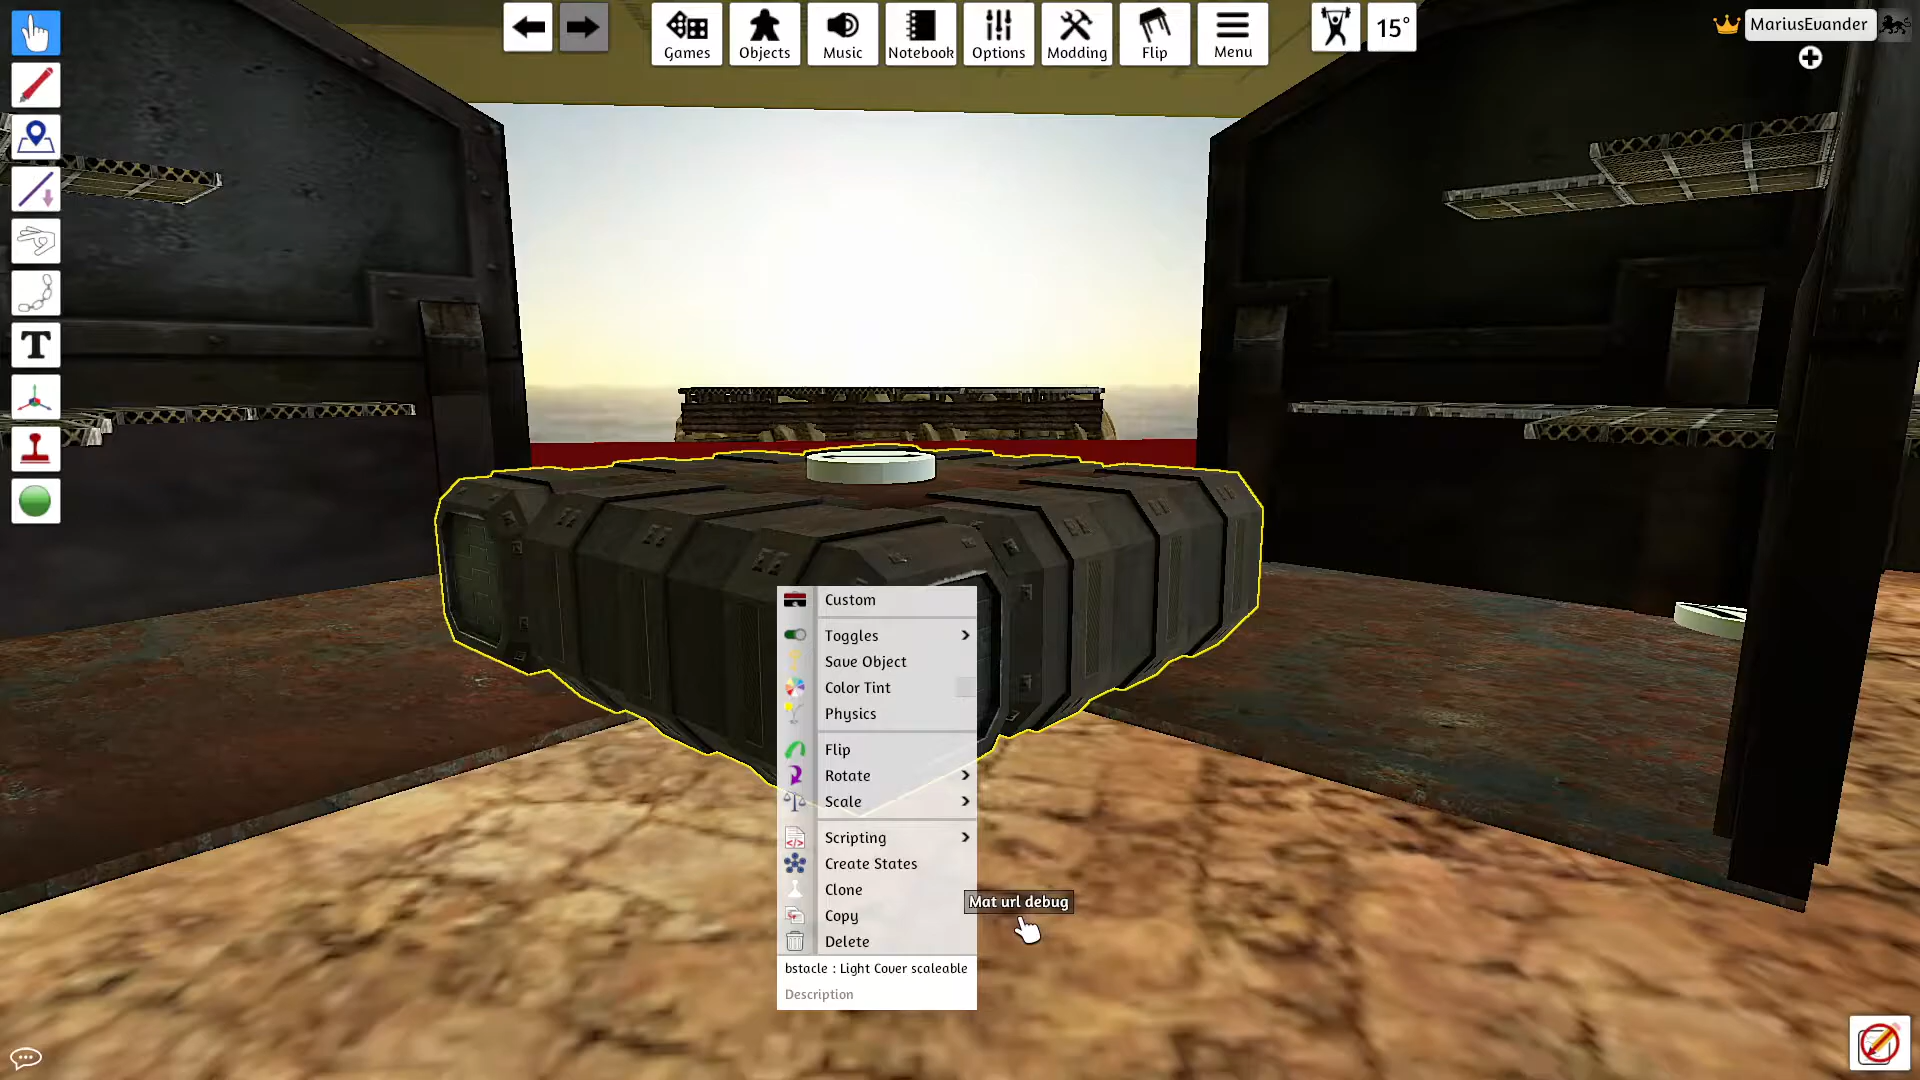 Games
Objects
Music
Notebook
Options
Modding
Flip
Menu
15°
MariusEvander
T
Custom
Toggles
Save Object
Color Tint
Physics
Flip
Rotate
Scale
Scripting
Create States
Clone
Mat url debug
Copy
Delete
bstacle : Light Cover scaleable
Description